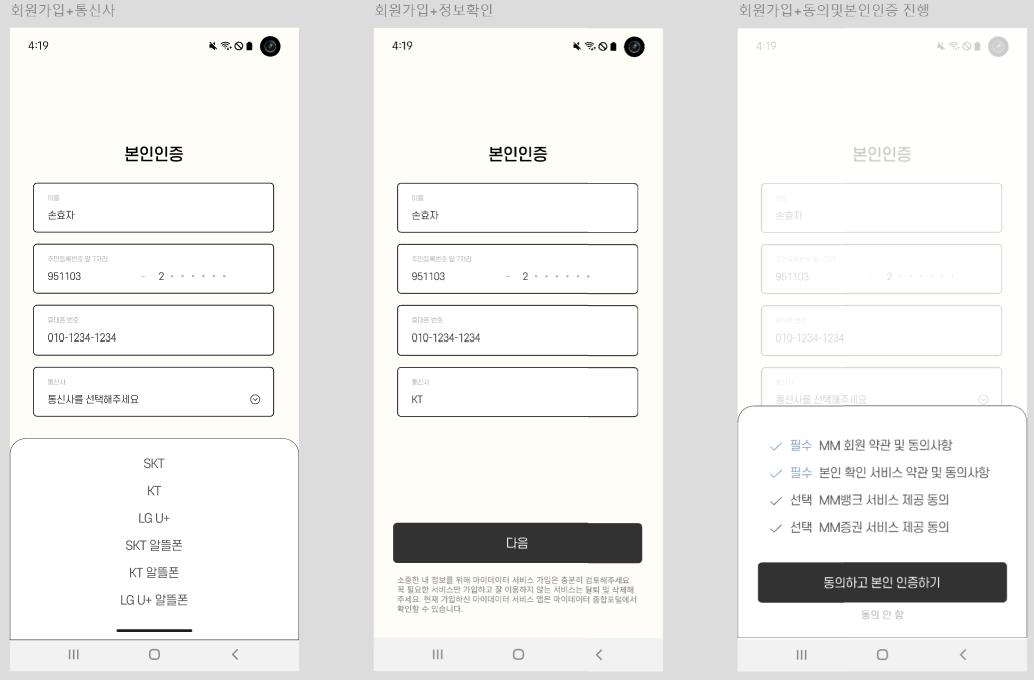 회원가입+통신사
4:19
본인인증
이름
손효자
주민등록번호 앞 7자리
951103 - 2 • • • • • •
휴대폰 번호
010-1234-1234
통신사
통신사를 선택해주세요
SKT
KT
LG U+
SKT 알뜰폰
KT 알뜰폰
LG U+ 알뜰폰
회원가입+정보확인
4:19
본인인증
이름
손효자
주민등록번호 앞 7자리
951103 - 2 • • • • • •
휴대폰 번호
010-1234-1234
통신사
KT
다음
소중한 내 정보를 위해 마이데이터 서비스 가입은 충분히 검토해주세요.
꼭 필요한 서비스만 가입하고 잘 이용하지 않는 서비스는 탈퇴 및 삭제해
주세요. 현재 가입하신 마이데이터 서비스 앱은 마이데이터 종합포털에서
확인할 수 있습니다.
회원가입+동의및본인인증 진행
4:19
본인인증
이름
손효자
주민등록번호 앞 7자리
951103 - 2 • • • • • •
휴대폰 번호
010-1234-1234
통신사
통신사를 선택해주세요
필수 MM 회원 약관 및 동의사항
필수 본인 확인 서비스 약관 및 동의사항
선택 MM뱅크 서비스 제공 동의
선택 MM증권 서비스 제공 동의
동의하고 본인 인증하기
동의 안 함